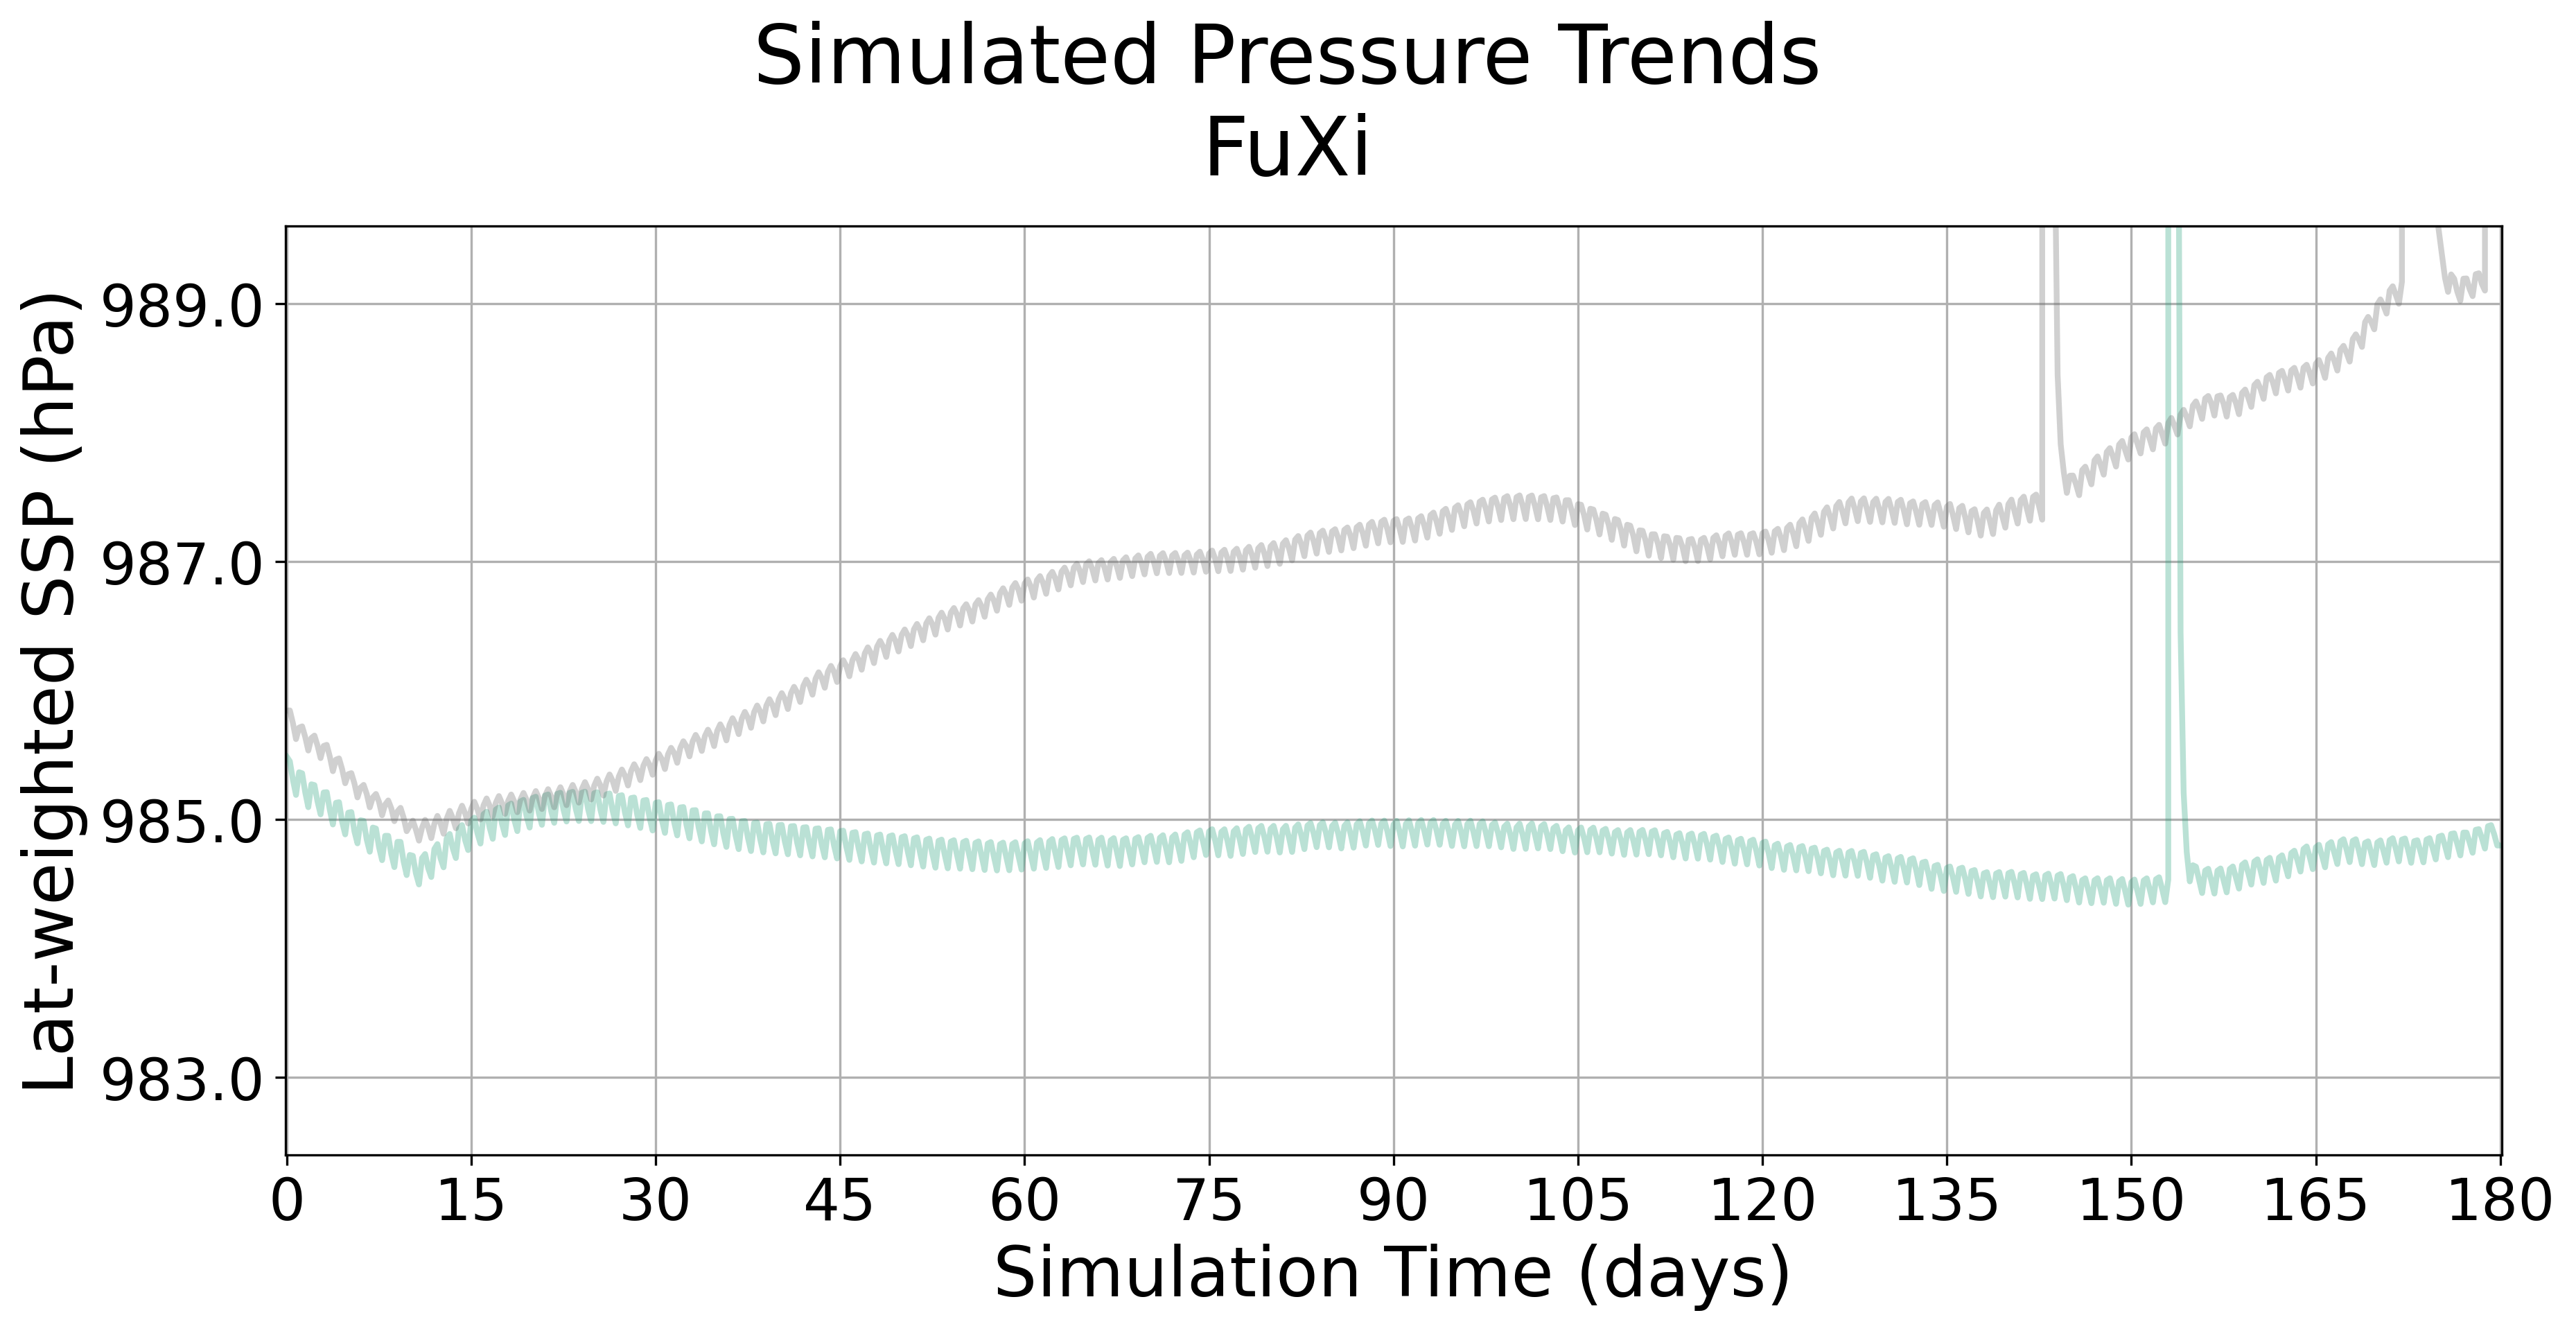 Simulated Pressure Trends
FuXi
Lat-weighted SSP (hPa)
989.0
987.0
985.0
983.0
0 15 30 45 60 75 90 105 120 135 150 165 180
Simulation Time (days)